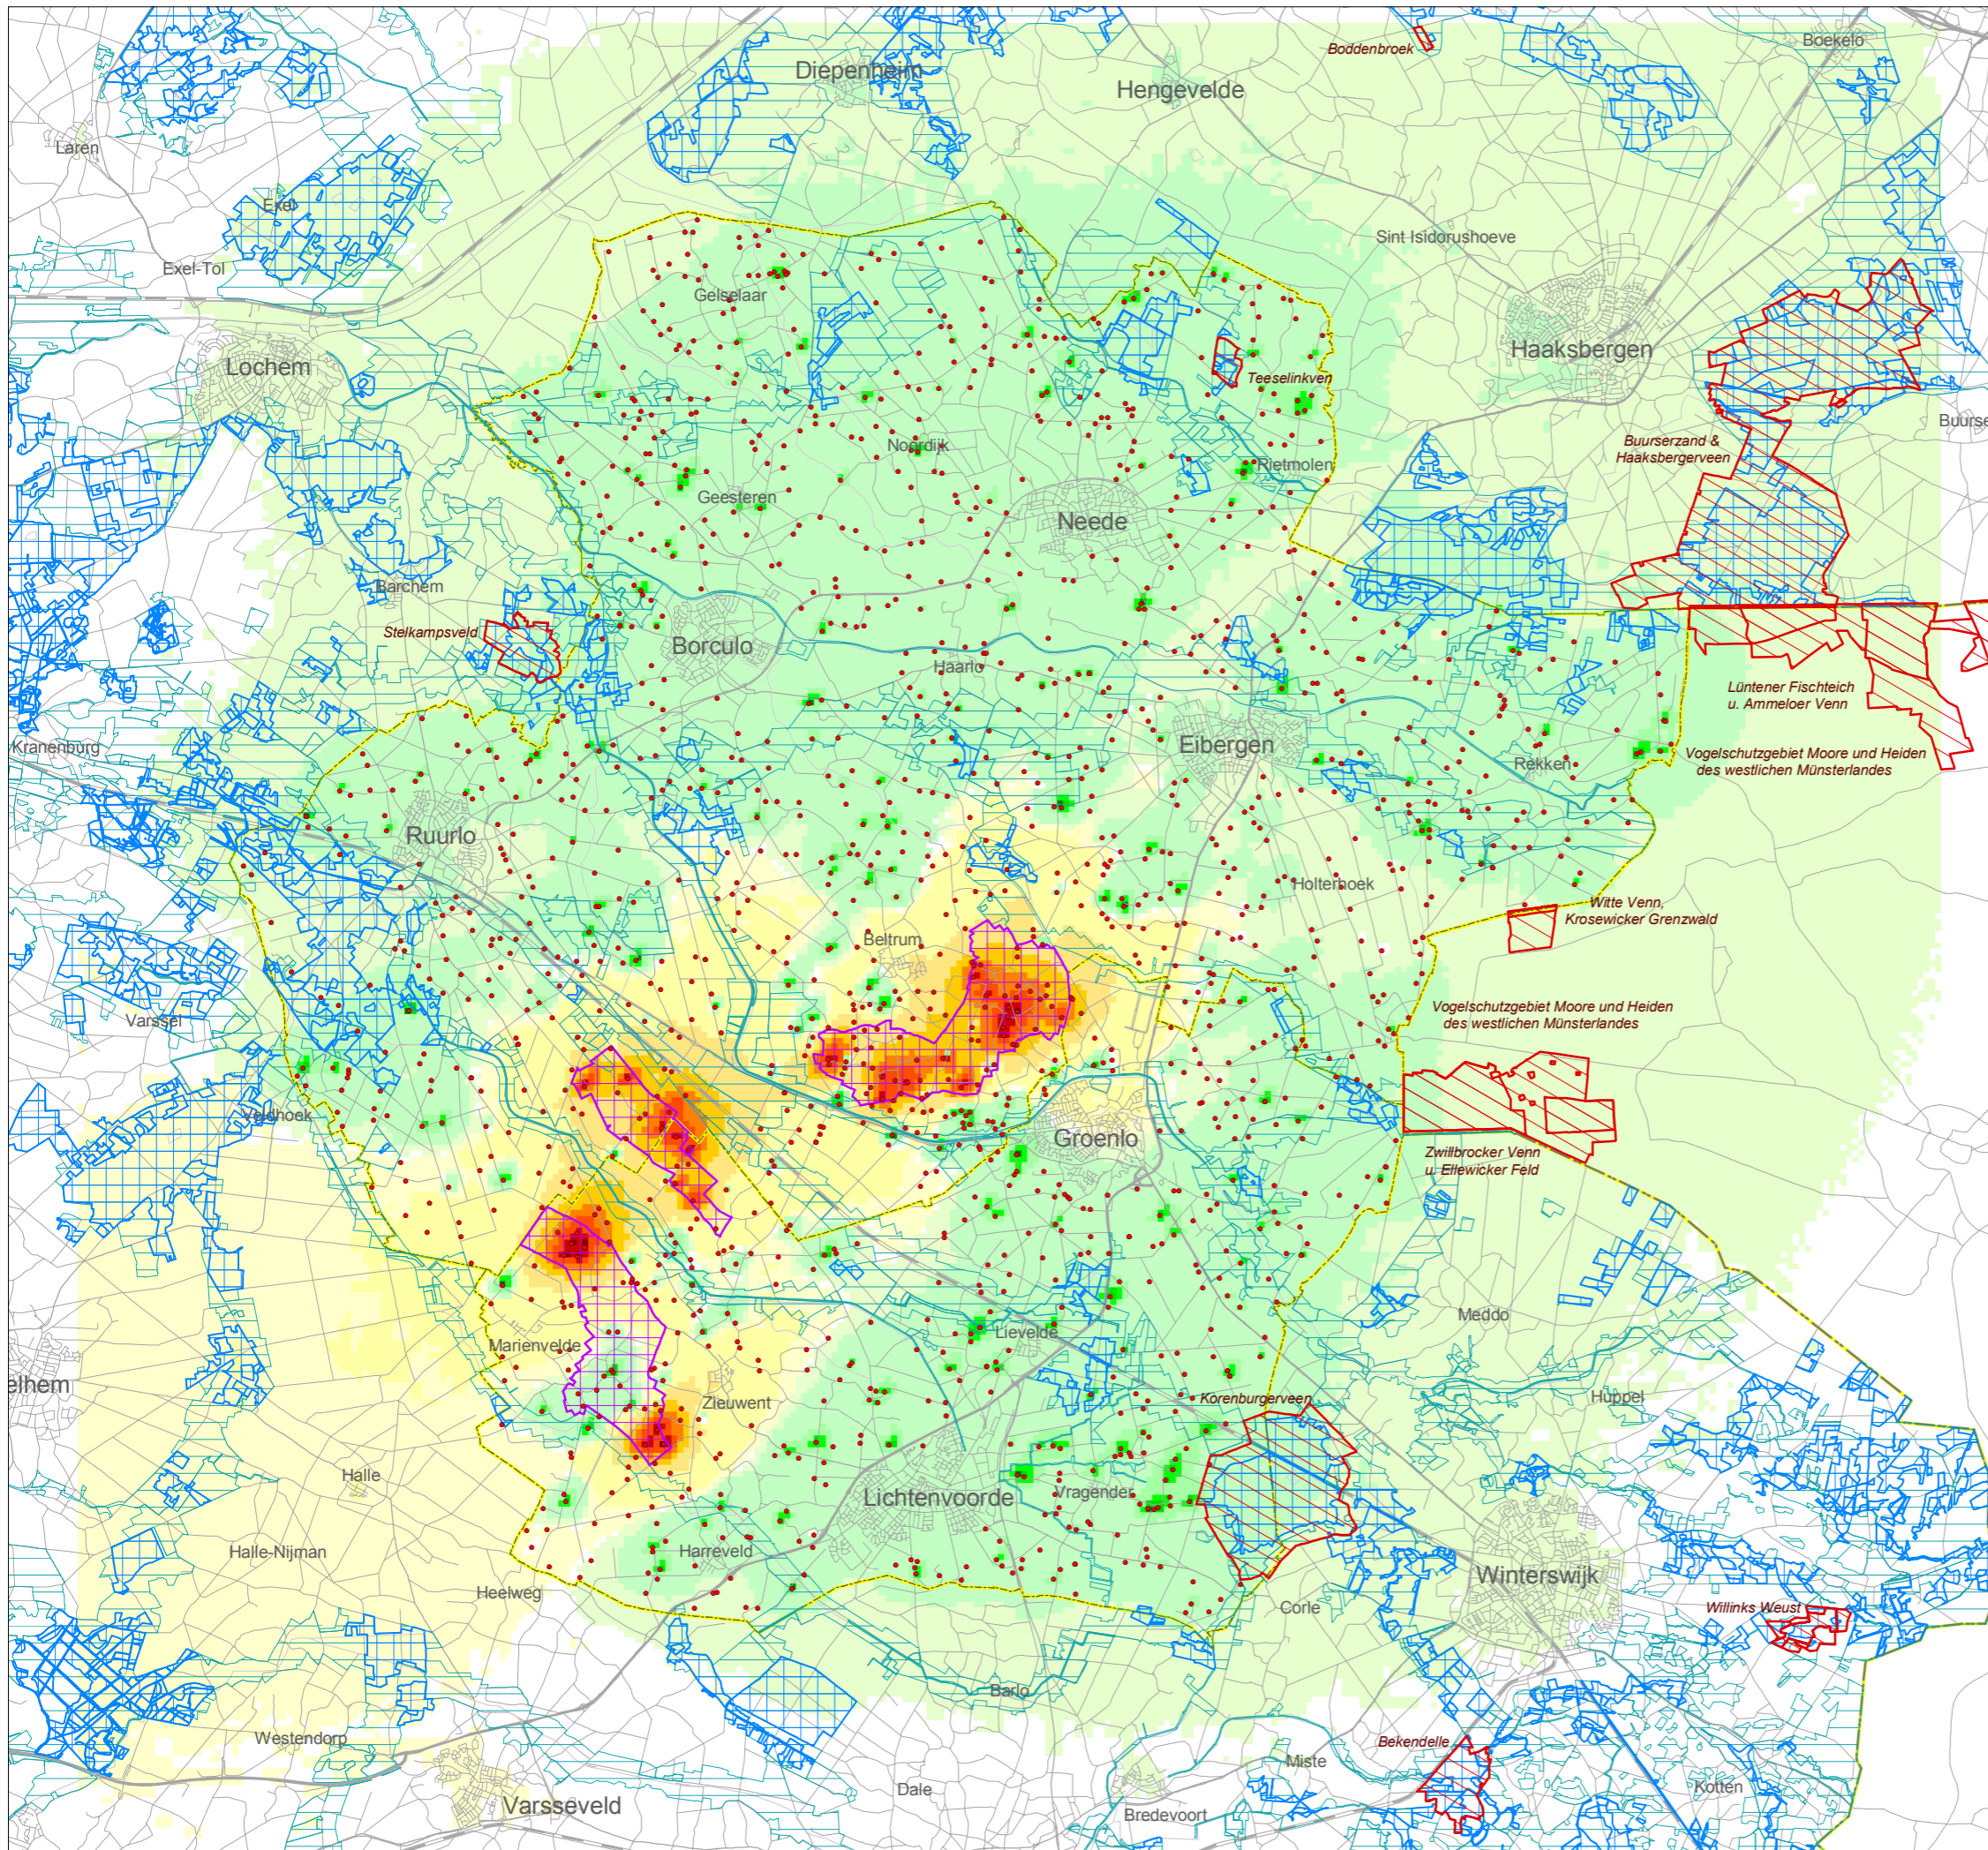 Boddenbroek
Boekelo
Diepenheim
Hengevelde
Laren
Exel
Sint Isidorushoeve
Exel-Tol
Gelselaar
Haaksbergen
Lochem
Teeselinkven
Buurse
Buurserzand &
Haaksbergerveen
Noordijk
Rietmolen
Geesteren
Neede
Barchem
Stelkampsveld
Borculo
Haarlo
Lüntener Fischteich
u. Ammeloer Venn
Kranenburg
Eibergen
Vogelschutzgebiet Moore und Heiden
des westlichen Münsterlandes
Rekken
Ruurlo
Holterhoek
Witte Venn,
Krosewicker Grenzwald
Beltrum
Vogelschutzgebiet Moore und Heiden
des westlichen Münsterlandes
Varssel
Veldhoek
Groenlo
Zwillbrocker Venn
u. Ellewicker Feld
Meddo
Lievelde
Marienvelde
elhem
Zieuwent
Korenburgerveen
Huppel
Halle
Lichtenvoorde
Vragender
Halle-Nijman
Harreveld
Winterswijk
Heelweg
Corle
Willinks Weust
Barlo
Westendorp
Bekendelle
Miste
Kotten
Dale
Varsseveld
Bredevoort